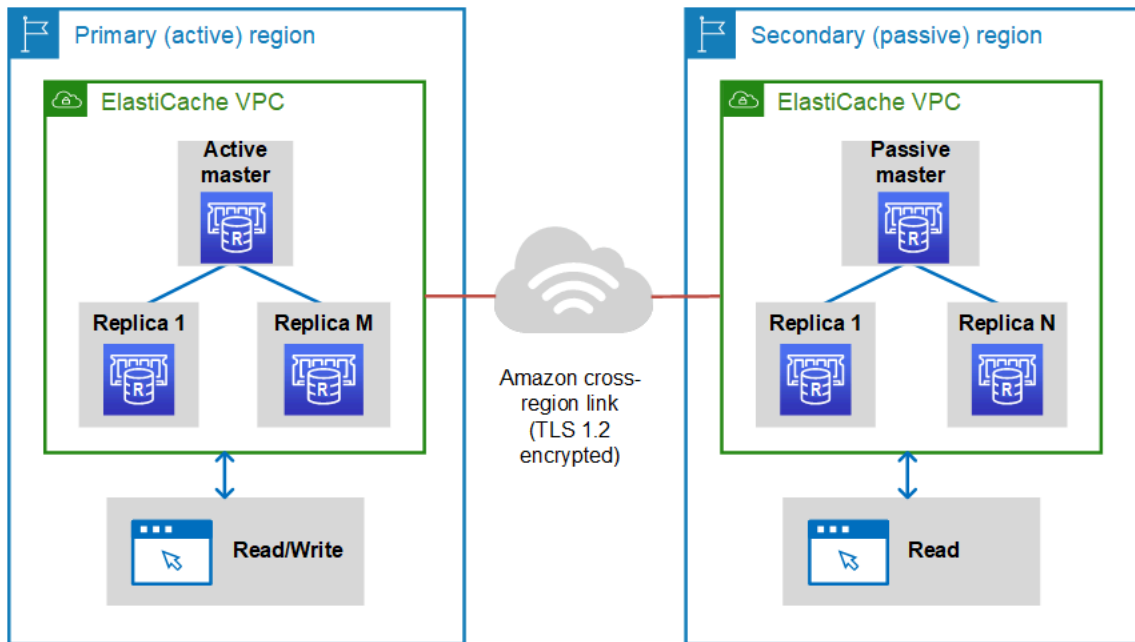 Primary (active) region
ElastiCache VPC
Active
master
R
Replica 1
R
Replica M
R
Read/Write
Amazon cross-
region link
(TLS 1.2
encrypted)
Secondary (passive) region
ElastiCache VPC
Passive
master
R
Replica 1
R
Replica N
R
Read